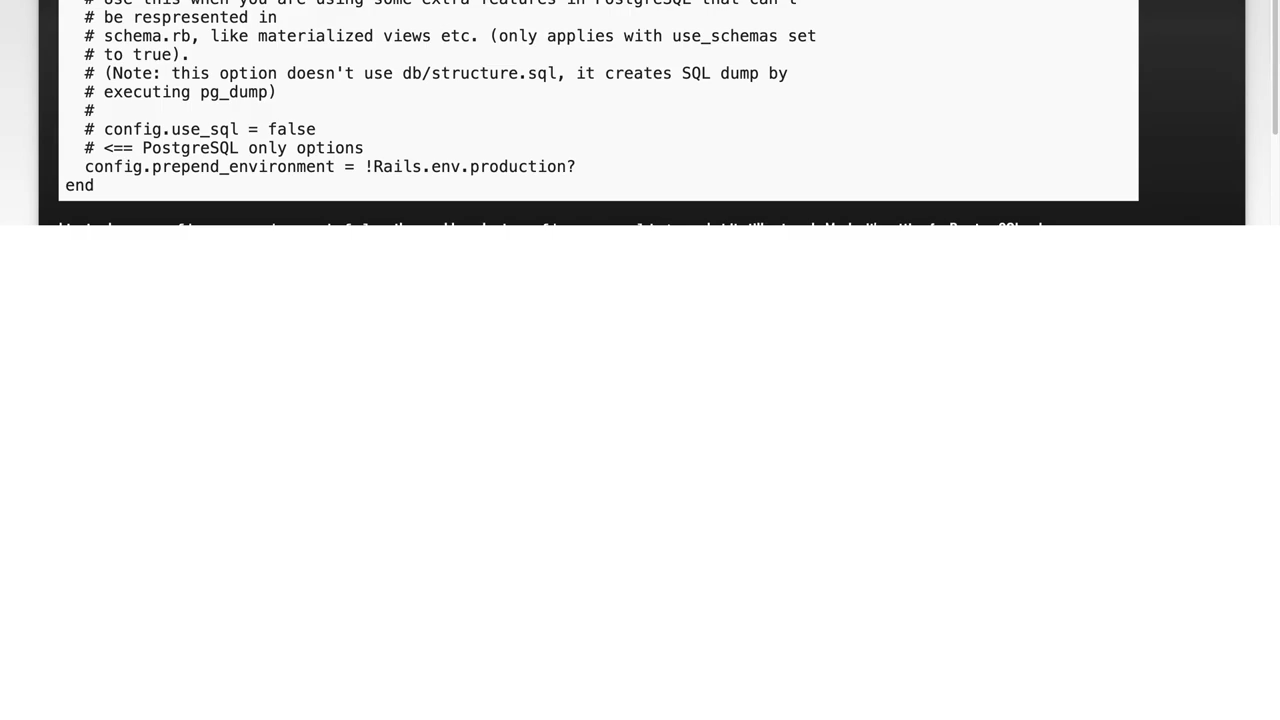 # be respresented in
# schema.rb, like materialized views etc. (only applies with use_schemas set
# to true).
# (Note: this option doesn't use db/structure.sql, it creates SQL dump by
# executing pg_dump)
#
# config.use_sql = false
# <== PostgreSQL only options
config.prepend_environment = !Rails.env.production?
end